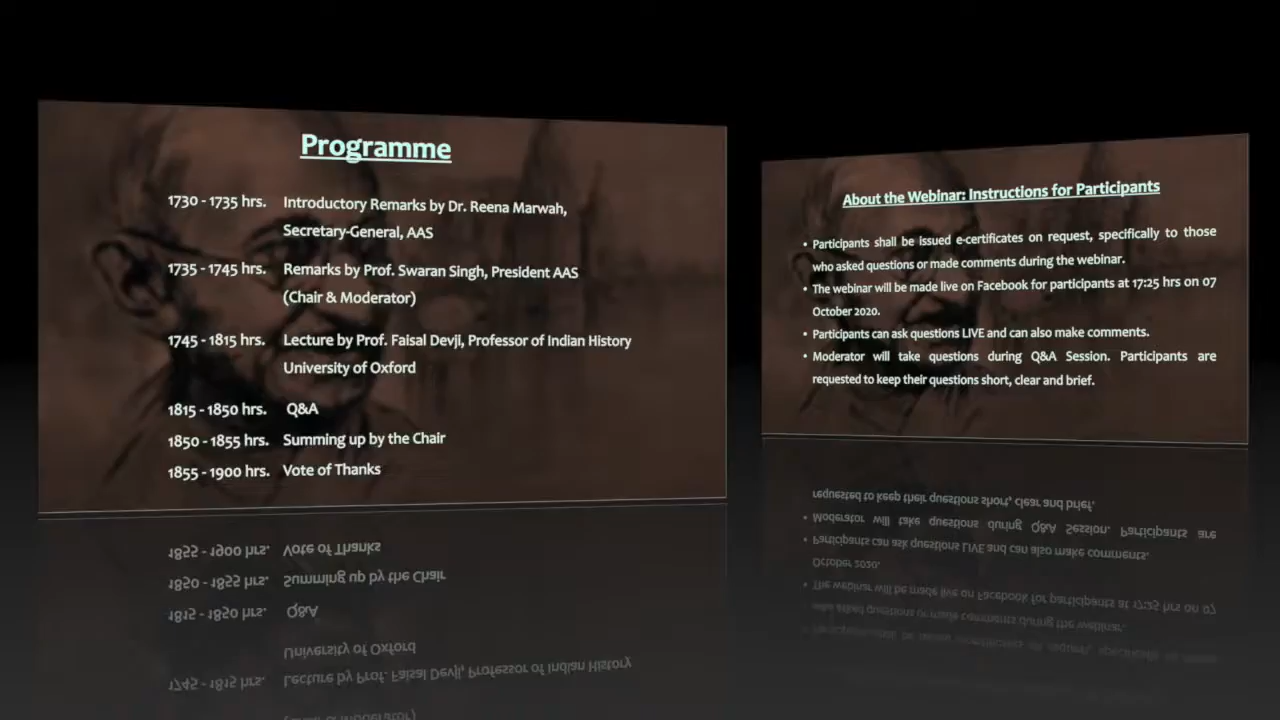 Programme
1730 - 1735 hrs. Introductory Remarks by Dr. Reena Marwah,
Secretary-General, AAS
1735 - 1745 hrs. Remarks by Prof. Swaran Singh, President AAS
(Chair & Moderator)
1745 - 1815 hrs. Lecture by Prof. Faisal Devji, Professor of Indian History
University of Oxford
1815 - 1850 hrs. Q&A
1850 - 1855 hrs. Summing up by the Chair
1855 - 1900 hrs. Vote of Thanks
About the Webinar: Instructions for Participants
• Participants shall be issued e-certificates on request, specifically to those
who asked questions or made comments during the webinar.
• The webinar will be made live on Facebook for participants at 17:25 hrs on 07
October 2020.
• Participants can ask questions LIVE and can also make comments.
• Moderator will take questions during Q&A Session. Participants are
requested to keep their questions short, clear and brief.